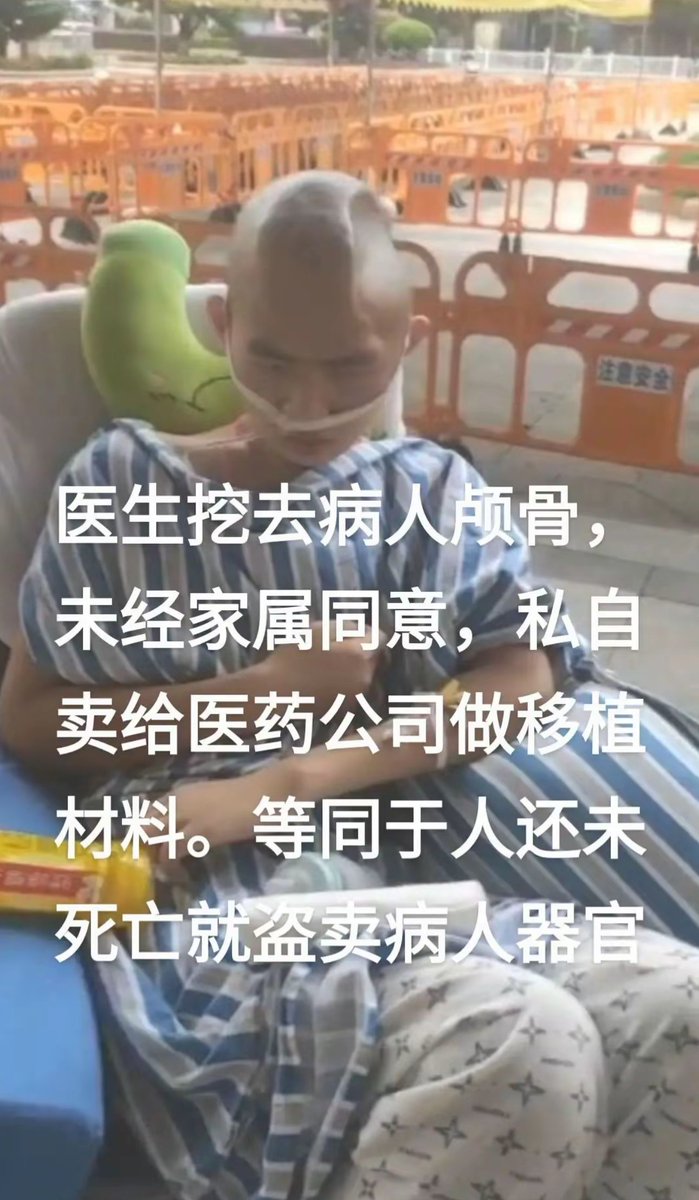 注意安全
医生挖去病人颅骨，
未经家属同意，私自
卖给医药公司做移植
材料。等同于人还未
死亡就盗卖病人器官